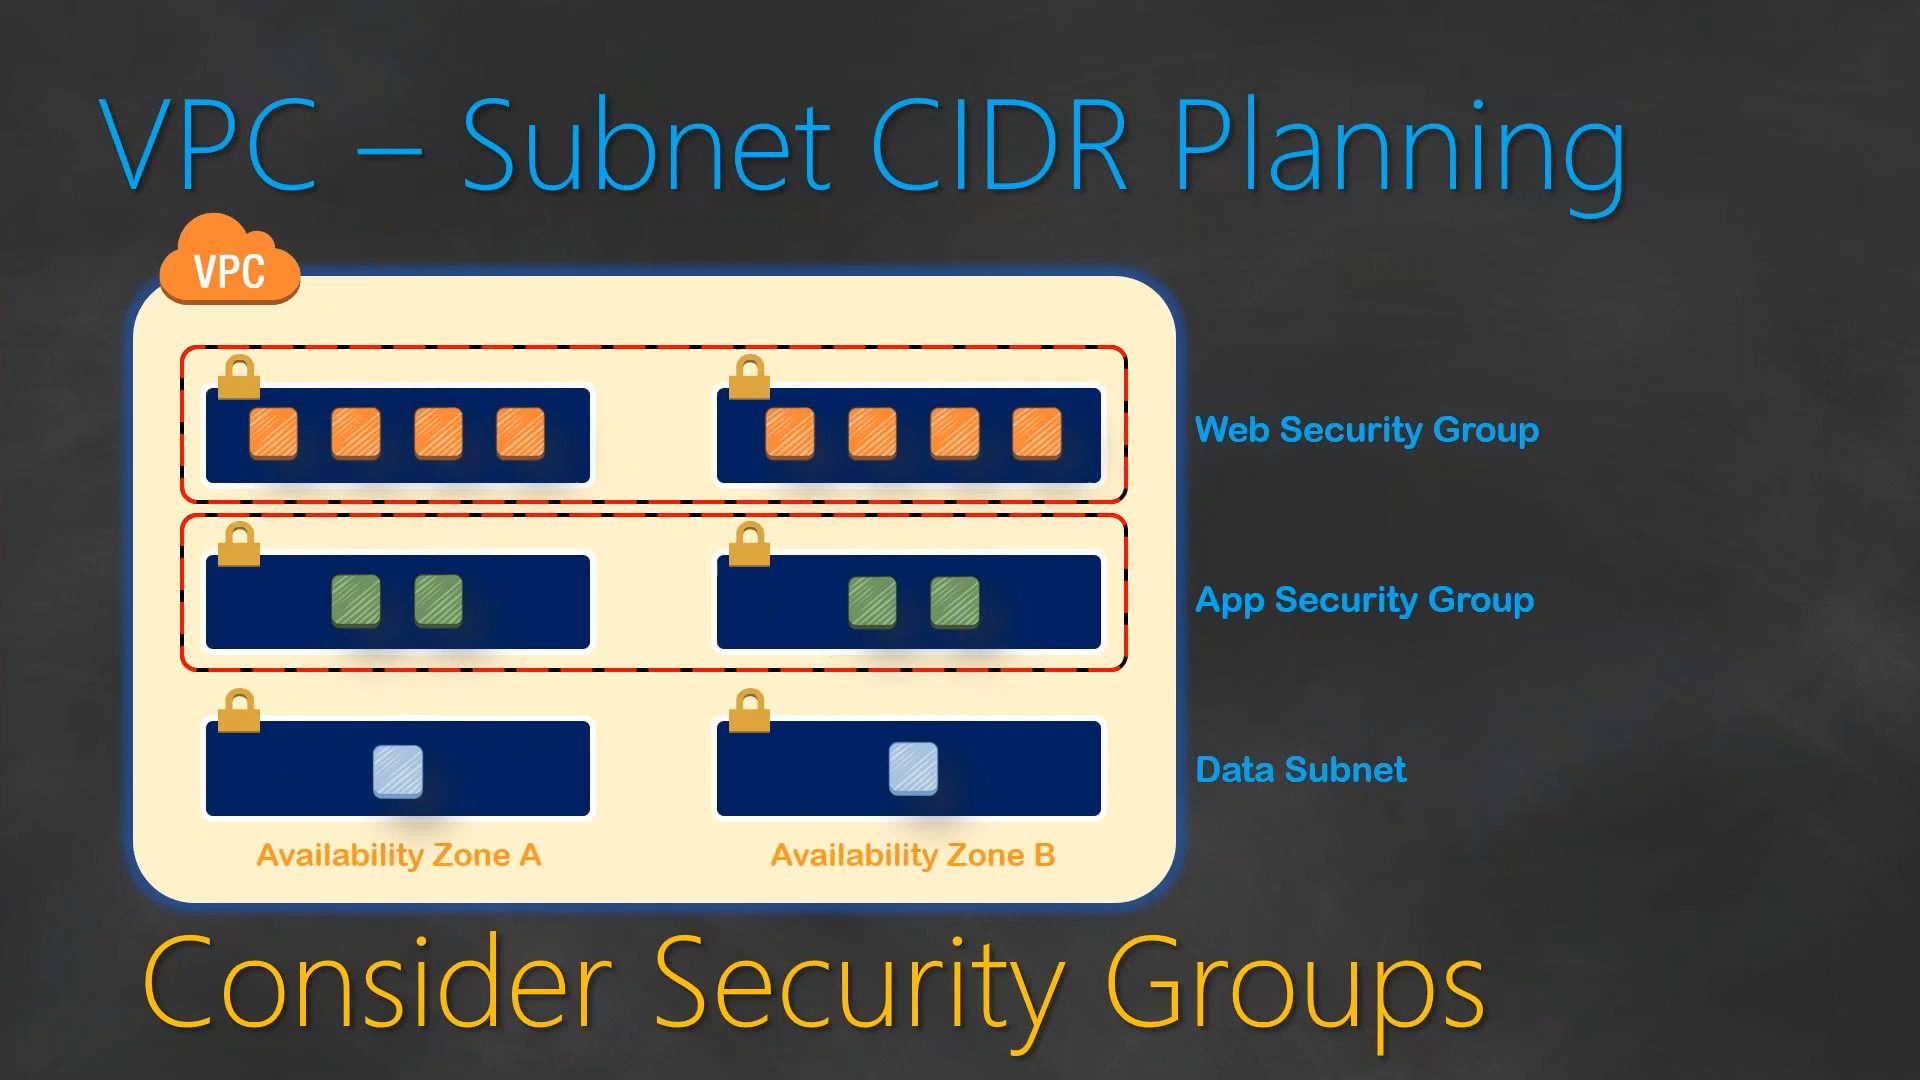 VPC – Subnet CIDR Planning
VPC
Web Security Group
App Security Group
Data Subnet
Availability Zone A
Availability Zone B
Consider Security Groups